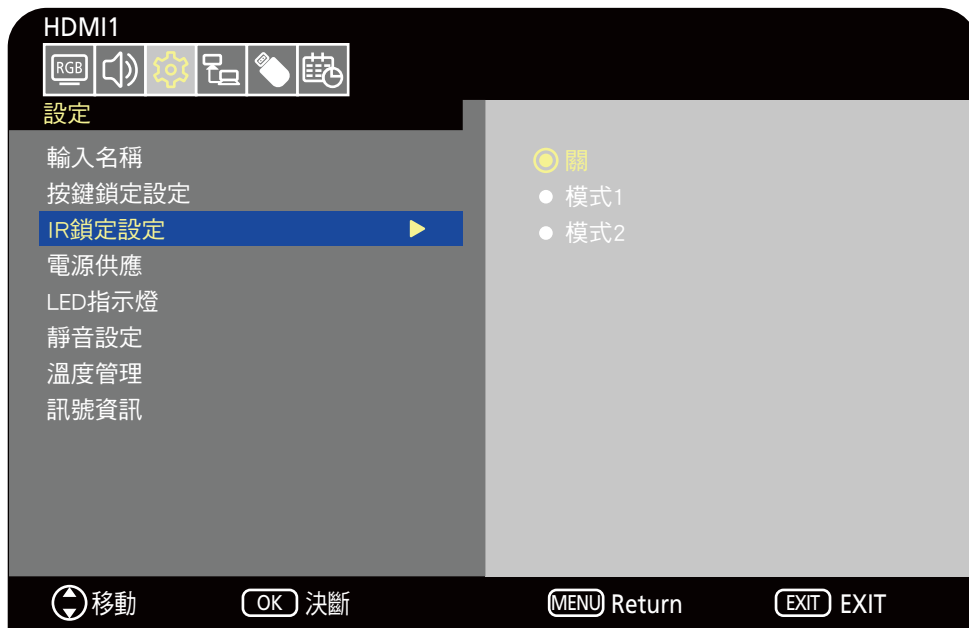 HDMI1
RGB
設定
輸入名稱
按鍵鎖定設定
IR鎖定設定
電源供應
LED指示燈
靜音設定
溫度管理
訊號資訊
關
模式1
模式2
移動 OK 決斷 MENU Return EXIT EXIT